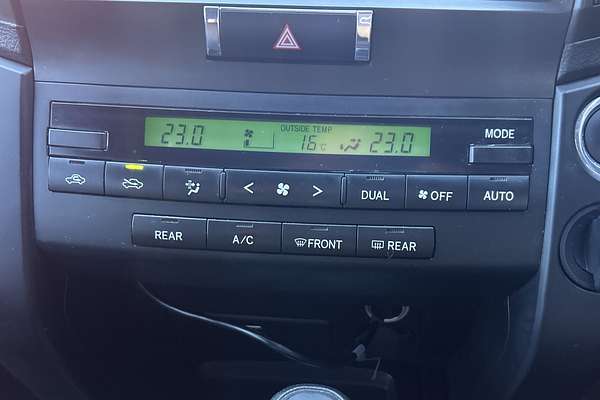 OUTSIDE TEMP
23.0 16°C 23.0
MODE
< >
DUAL
OFF
AUTO
REAR
A/C
FRONT
REAR